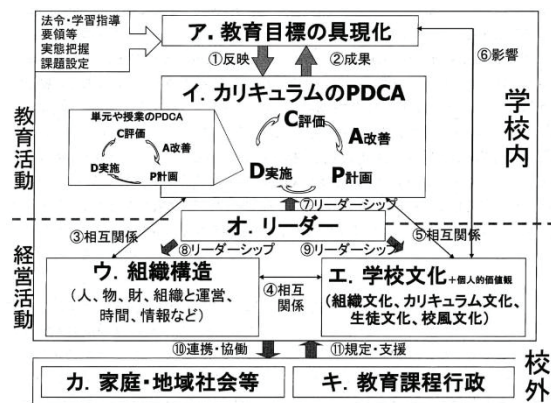 法令・学習指導
要領等
実態把握
課題設定
ア．教育目標の具現化
①反映
②成果
⑥影響
イ．カリキュラムのPDCA
単元や授業のPDCA
C評価
A改善
D実施
P計画
C評価
A改善
D実施
P計画
教育活動
学校内
⑦リーダーシップ
オ．リーダー
③相互関係
⑧リーダーシップ
⑨リーダーシップ
⑤相互関係
経営活動
ウ．組織構造
（人、物、財、組織と運営、
時間、情報など）
④相互
関係
エ．学校文化＋個人的価値観
（組織文化、カリキュラム文化、
生徒文化、校風文化）
⑩連携・協働
⑪規定・支援
校外
カ．家庭・地域社会等
キ．教育課程行政